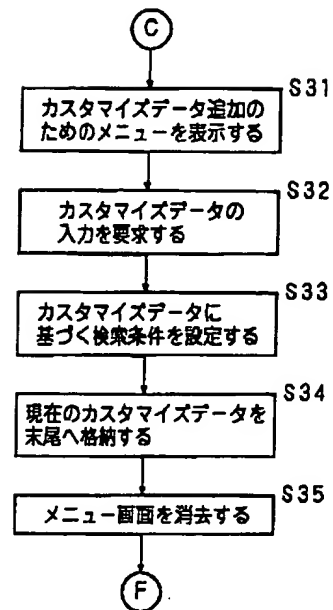 C
S31
カスタマイズデータ追加の
ためのメニューを表示する
S32
カスタマイズデータの
入力を要求する
S33
カスタマイズデータに
基づく検索条件を設定する
S34
現在のカスタマイズデータを
末尾へ格納する
S35
メニュー画面を消去する
F